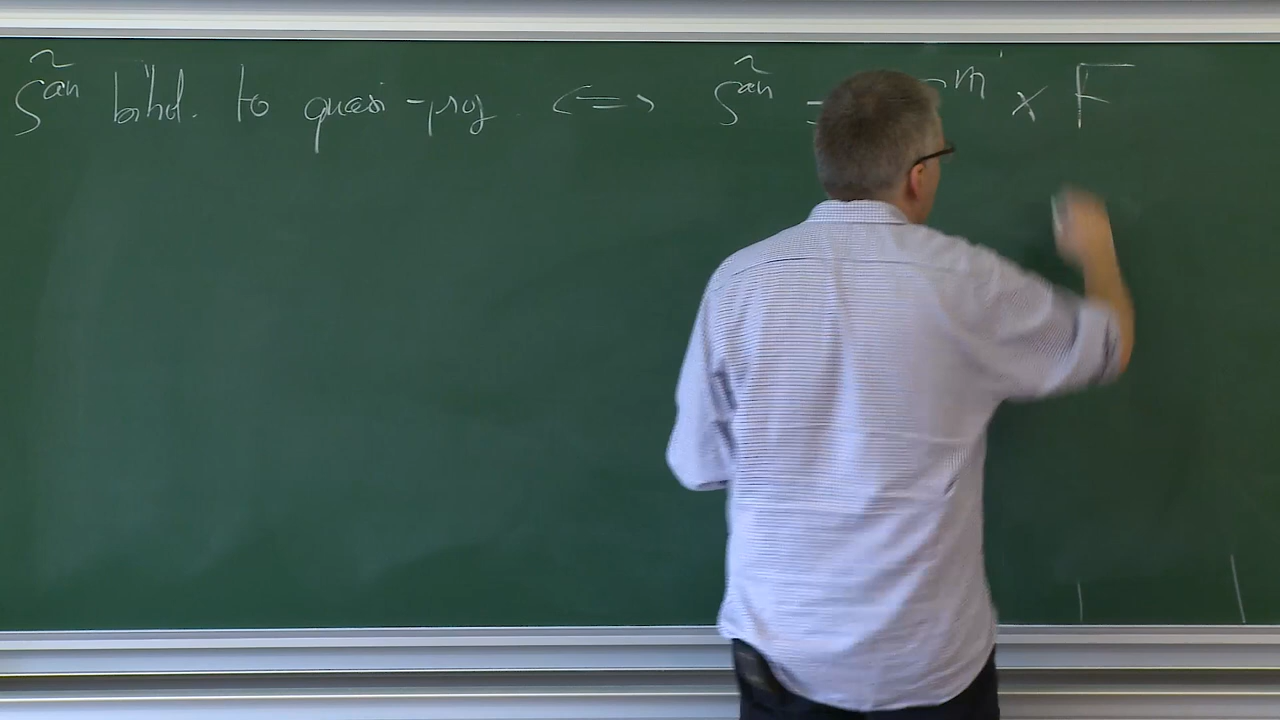 S̃ᵃⁿ bihol. to quasi-proj. <=> S̃ᵃⁿ = ᵐ × F